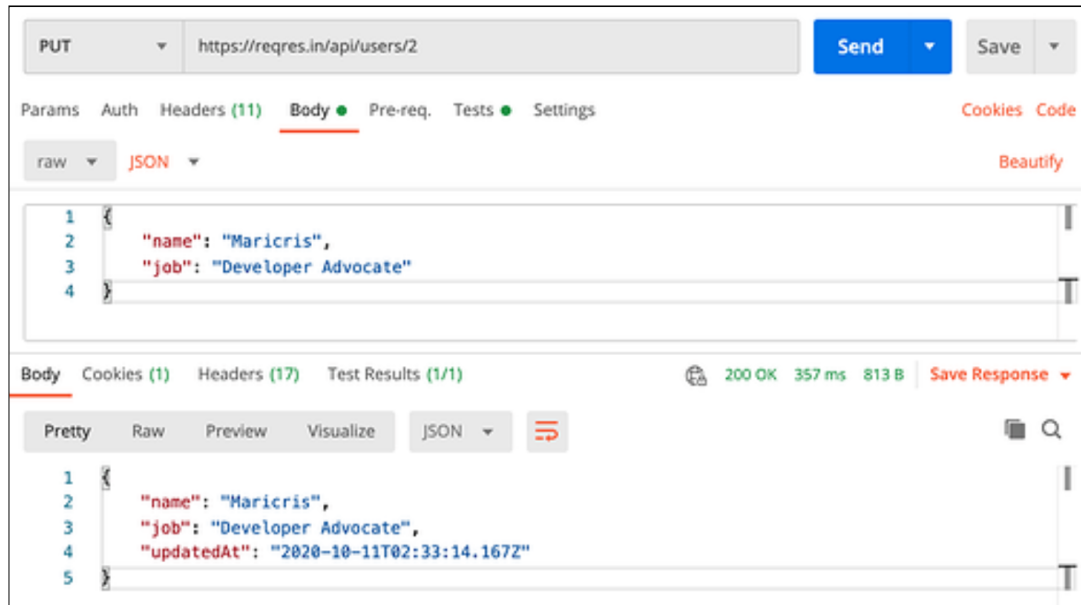 PUT https://reqres.in/api/users/2 Send Save
Params Auth Headers (11) Body Pre-req. Tests Settings Cookies Code
raw JSON Beautify
1 {
2 "name": "Maricris",
3 "job": "Developer Advocate"
4 }
Body Cookies (1) Headers (17) Test Results (1/1) 200 OK 357 ms 813 B Save Response
Pretty Raw Preview Visualize JSON
1 {
2 "name": "Maricris",
3 "job": "Developer Advocate",
4 "updatedAt": "2020-10-11T02:33:14.167Z"
5 }